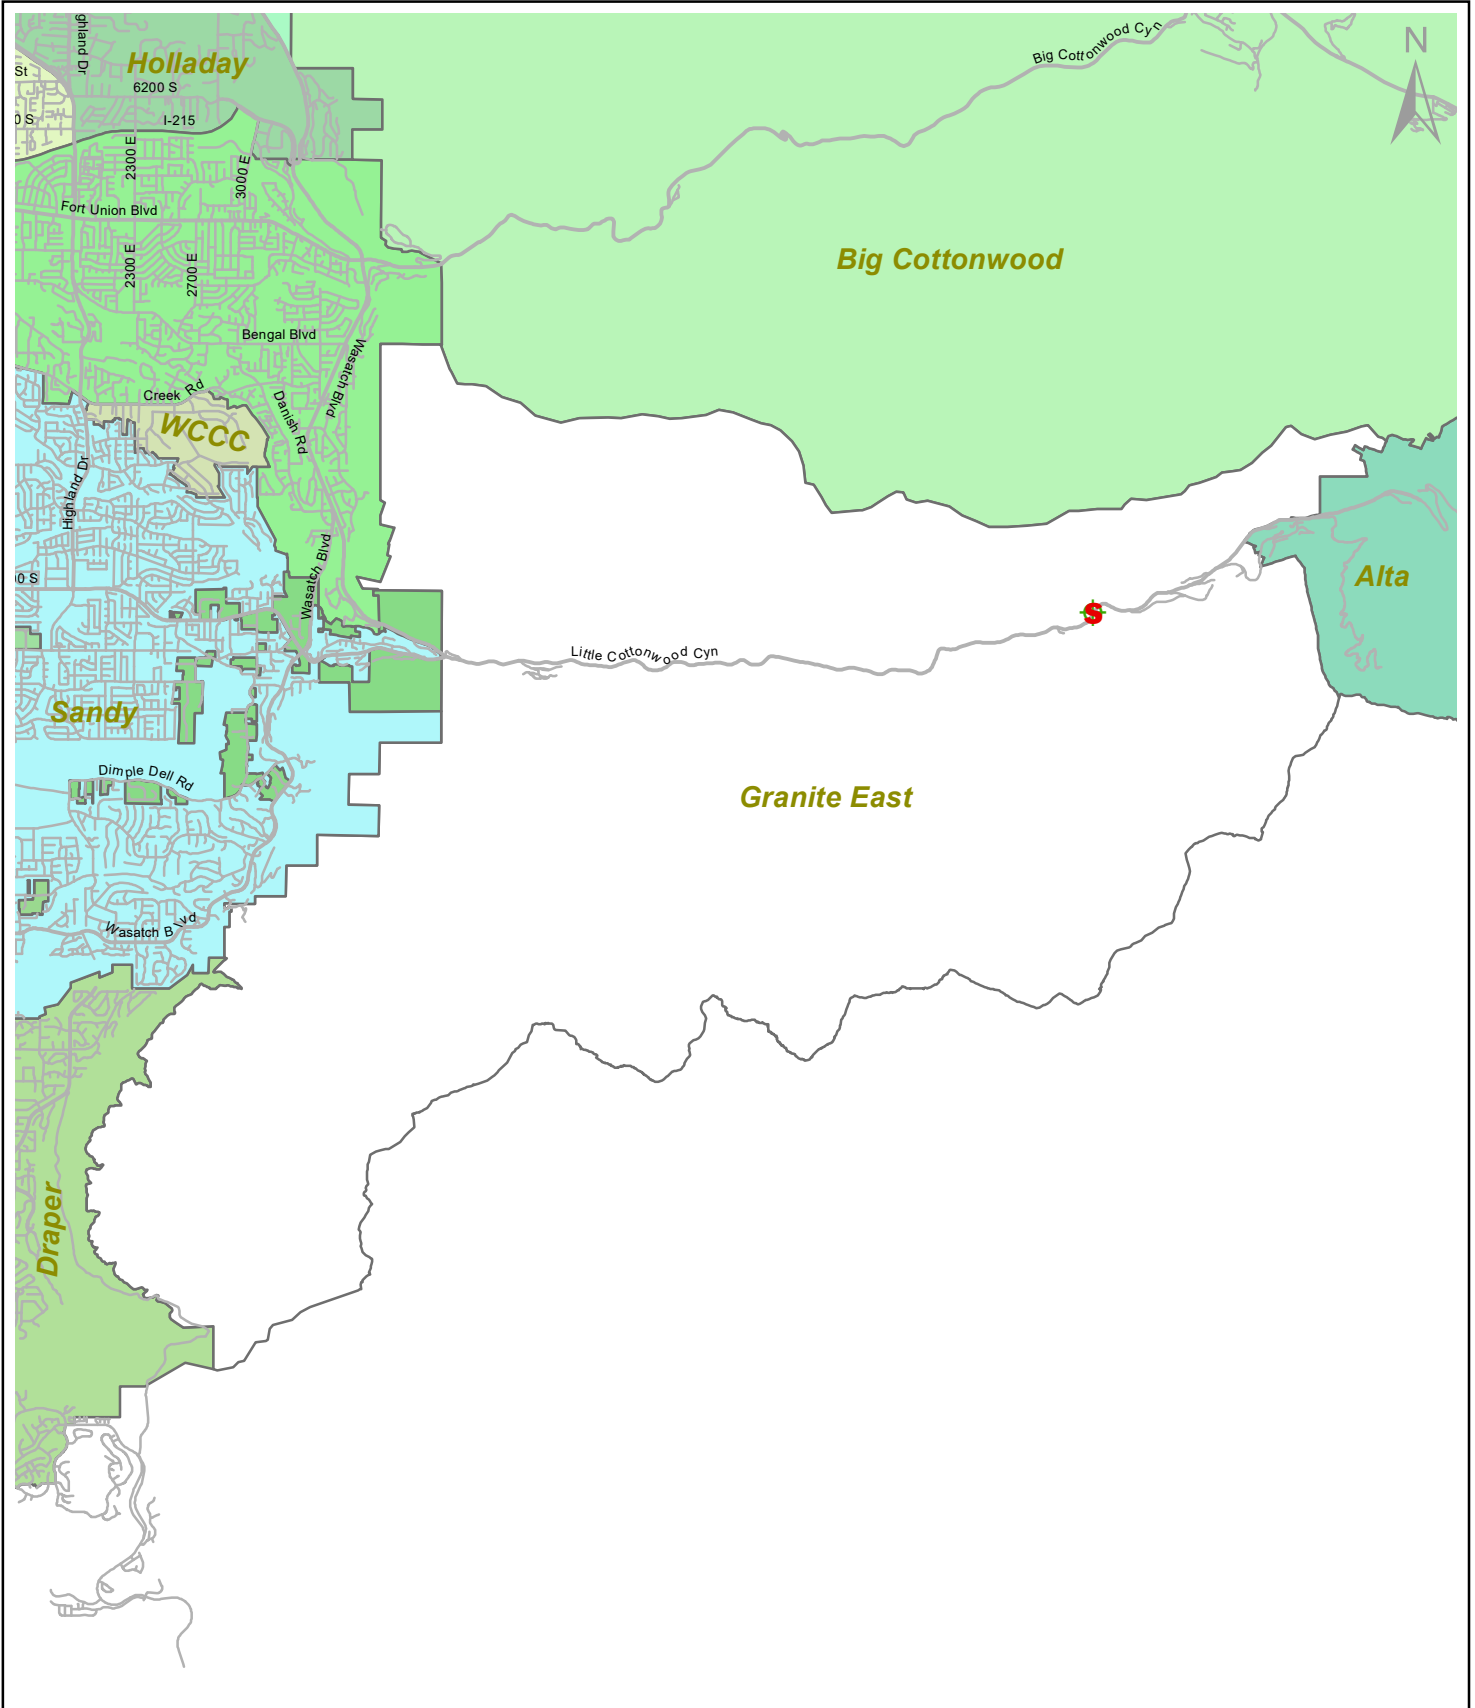 Big Cottonwood Cyn
N
ghland Dr
Holladay
St
6200 S
0 S
I-215
2300 E
3000 E
Fort Union Blvd
2300 E
2700 E
Big Cottonwood
Bengal Blvd
Wasatch Blvd
Creek Rd
Danish Rd
WCCC
Highland Dr
Wasatch Blvd
00 S
Alta
S
Little Cottonwood Cyn
Sandy
Dimple Dell Rd
Granite East
Wasatch Blvd
Draper